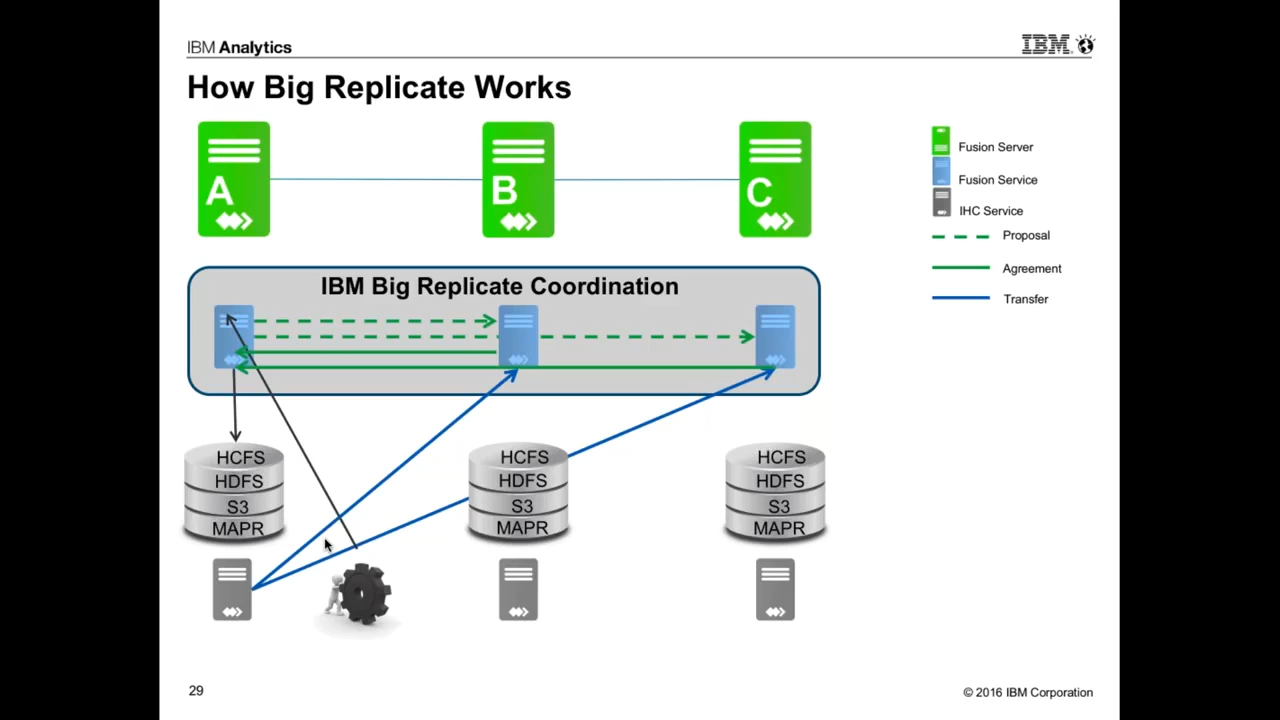 IBM Analytics
IBM
How Big Replicate Works
A
B
C
Fusion Server
Fusion Service
IHC Service
Proposal
Agreement
Transfer
IBM Big Replicate Coordination
HCFS
HDFS
S3
MAPR
HCFS
HDFS
S3
MAPR
HCFS
HDFS
S3
MAPR
29
© 2016 IBM Corporation